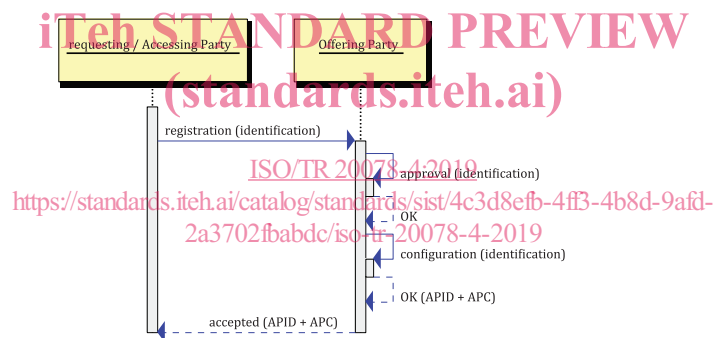 iTeh STANDARD PREVIEW
requesting / Accessing Party
Offering Party
(standards.iteh.ai)
registration (identification)
ISO/TR 20078-4:2019
approval (identification)
https://standards.iteh.ai/catalog/standards/sist/4c3d8efb-4ff3-4b8d-9afd-
OK
2a3702fbabdc/iso-tr-20078-4-2019
configuration (identification)
OK (APID + APC)
accepted (APID + APC)